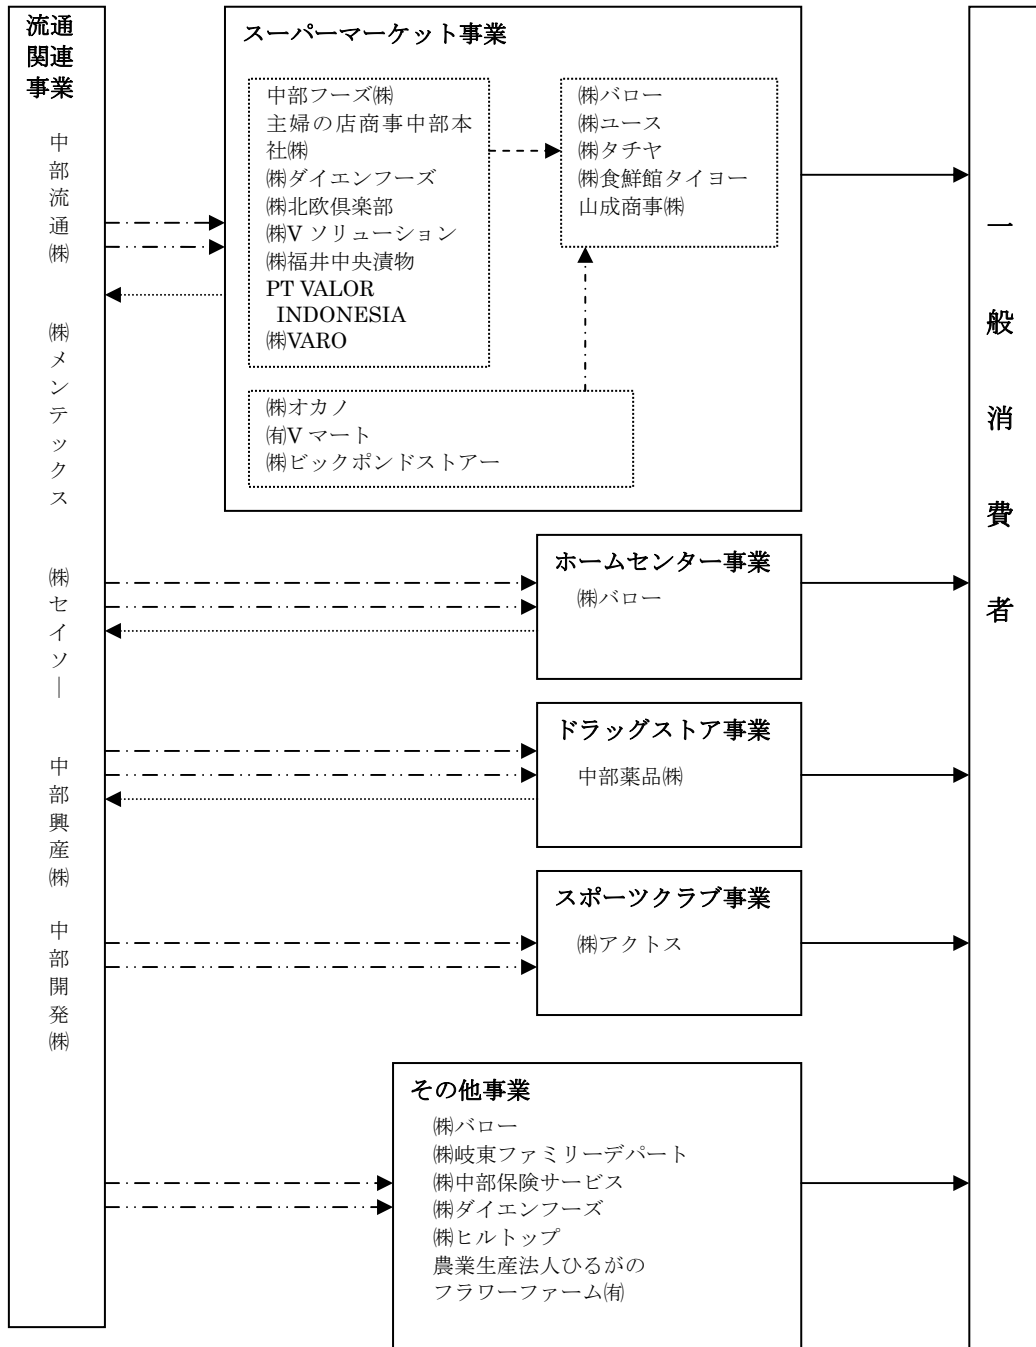 流通
関連
事業
中部流通㈱
㈱メンテックス
㈱セイソ―
中部興産㈱
中部開発㈱
スーパーマーケット事業
中部フーズ㈱
主婦の店商事中部本
社㈱
㈱ダイエンフーズ
㈱北欧倶楽部
㈱V ソリューション
㈱福井中央漬物
PT VALOR
INDONESIA
㈱VARO
㈱バロー
㈱ユース
㈱タチヤ
㈱食鮮館タイヨー
山成商事㈱
㈱オカノ
㈲V マート
㈱ビックポンドストアー
ホームセンター事業
㈱バロー
ドラッグストア事業
中部薬品㈱
スポーツクラブ事業
㈱アクトス
その他事業
㈱バロー
㈱岐東ファミリーデパート
㈱中部保険サービス
㈱ダイエンフーズ
㈱ヒルトップ
農業生産法人ひるがの
フラワーファーム㈲
一般消費者